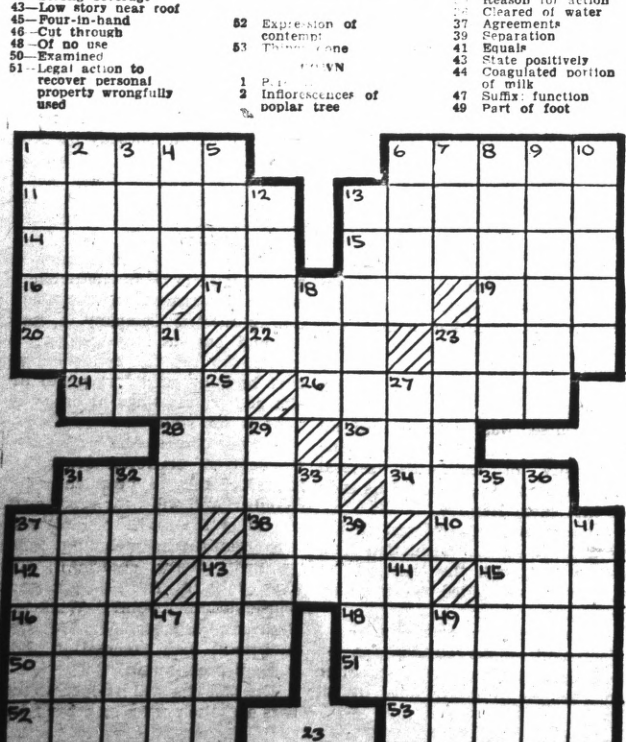 43—Low story near roof
45—Four-in-hand
46—Cut through
48—Of no use
50—Examined
51—Legal action to
recover personal
property wrongfully
used
52 Expression of
contempt
53
1
2 Inflorescences of
poplar tree
Reason for action
Cleared of water
37 Agreements
39 Separation
41 Equals
43 State positively
44 Coagulated portion
of milk
47 Suffix: function
49 Part of foot
1 2 3 4 5 6 7 8 9 10
11 12 13
14 15
16 17 18 19
20 21 22 23
24 25 26 27
28 29 30
31 32 33 34 35 36
37 38 39 40 41
42 43 44 45
46 47 48 49
50 51
52 53
23